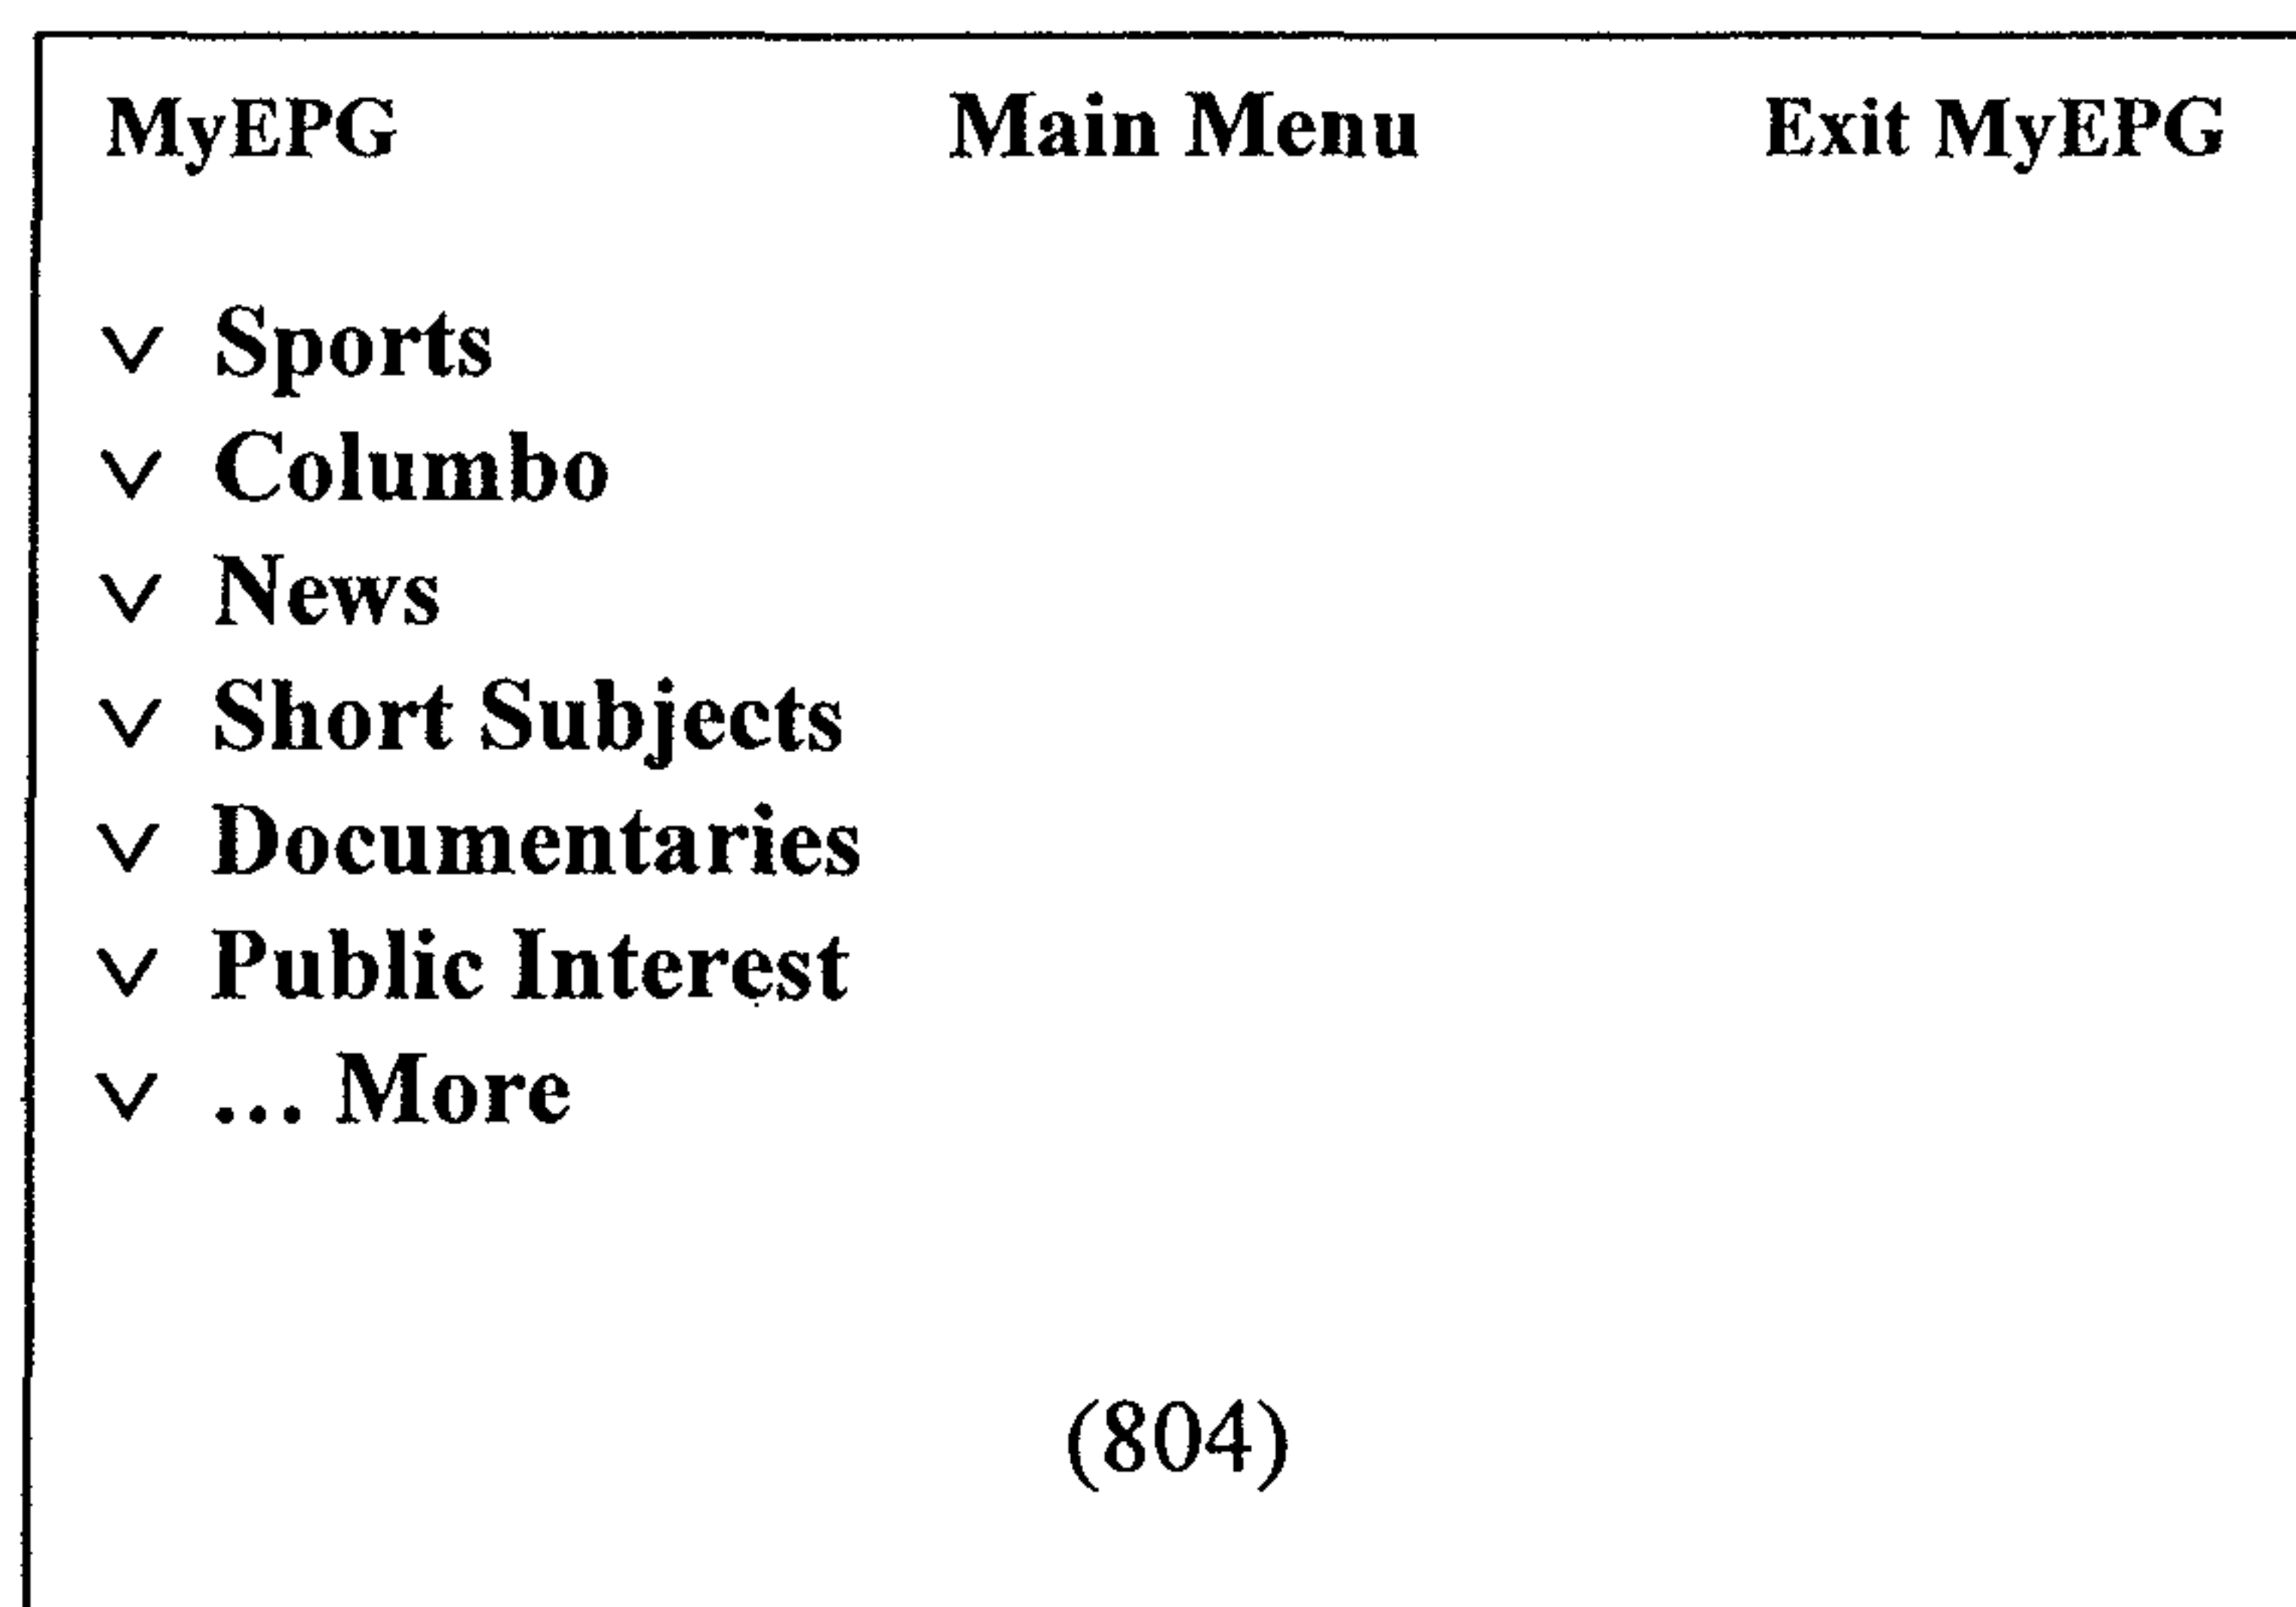 MyEPG Main Menu Exit MyEPG
∨ Sports
∨ Columbo
∨ News
∨ Short Subjects
∨ Documentaries
∨ Public Interest
∨ ... More
(804)